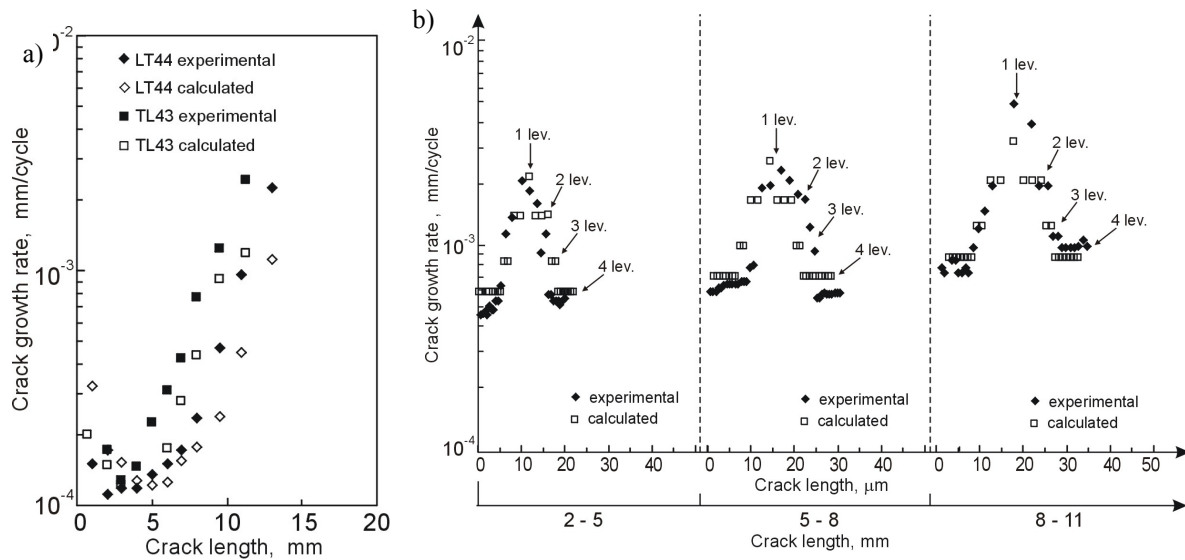 a)
10⁻²
10⁻³
10⁻⁴
Crack growth rate, mm/cycle
LT44 experimental
LT44 calculated
TL43 experimental
TL43 calculated
0 5 10 15 20
Crack length, mm
b)
10⁻²
10⁻³
10⁻⁴
Crack growth rate, mm/cycle
1 lev.
2 lev.
3 lev.
4 lev.
experimental
calculated
1 lev.
2 lev.
3 lev.
4 lev.
experimental
calculated
1 lev.
2 lev.
3 lev.
4 lev.
experimental
calculated
0 10 20 30 40 0 10 20 30 40 0 10 20 30 40 50
Crack length, μm
2 - 5 5 - 8 8 - 11
Crack length, mm